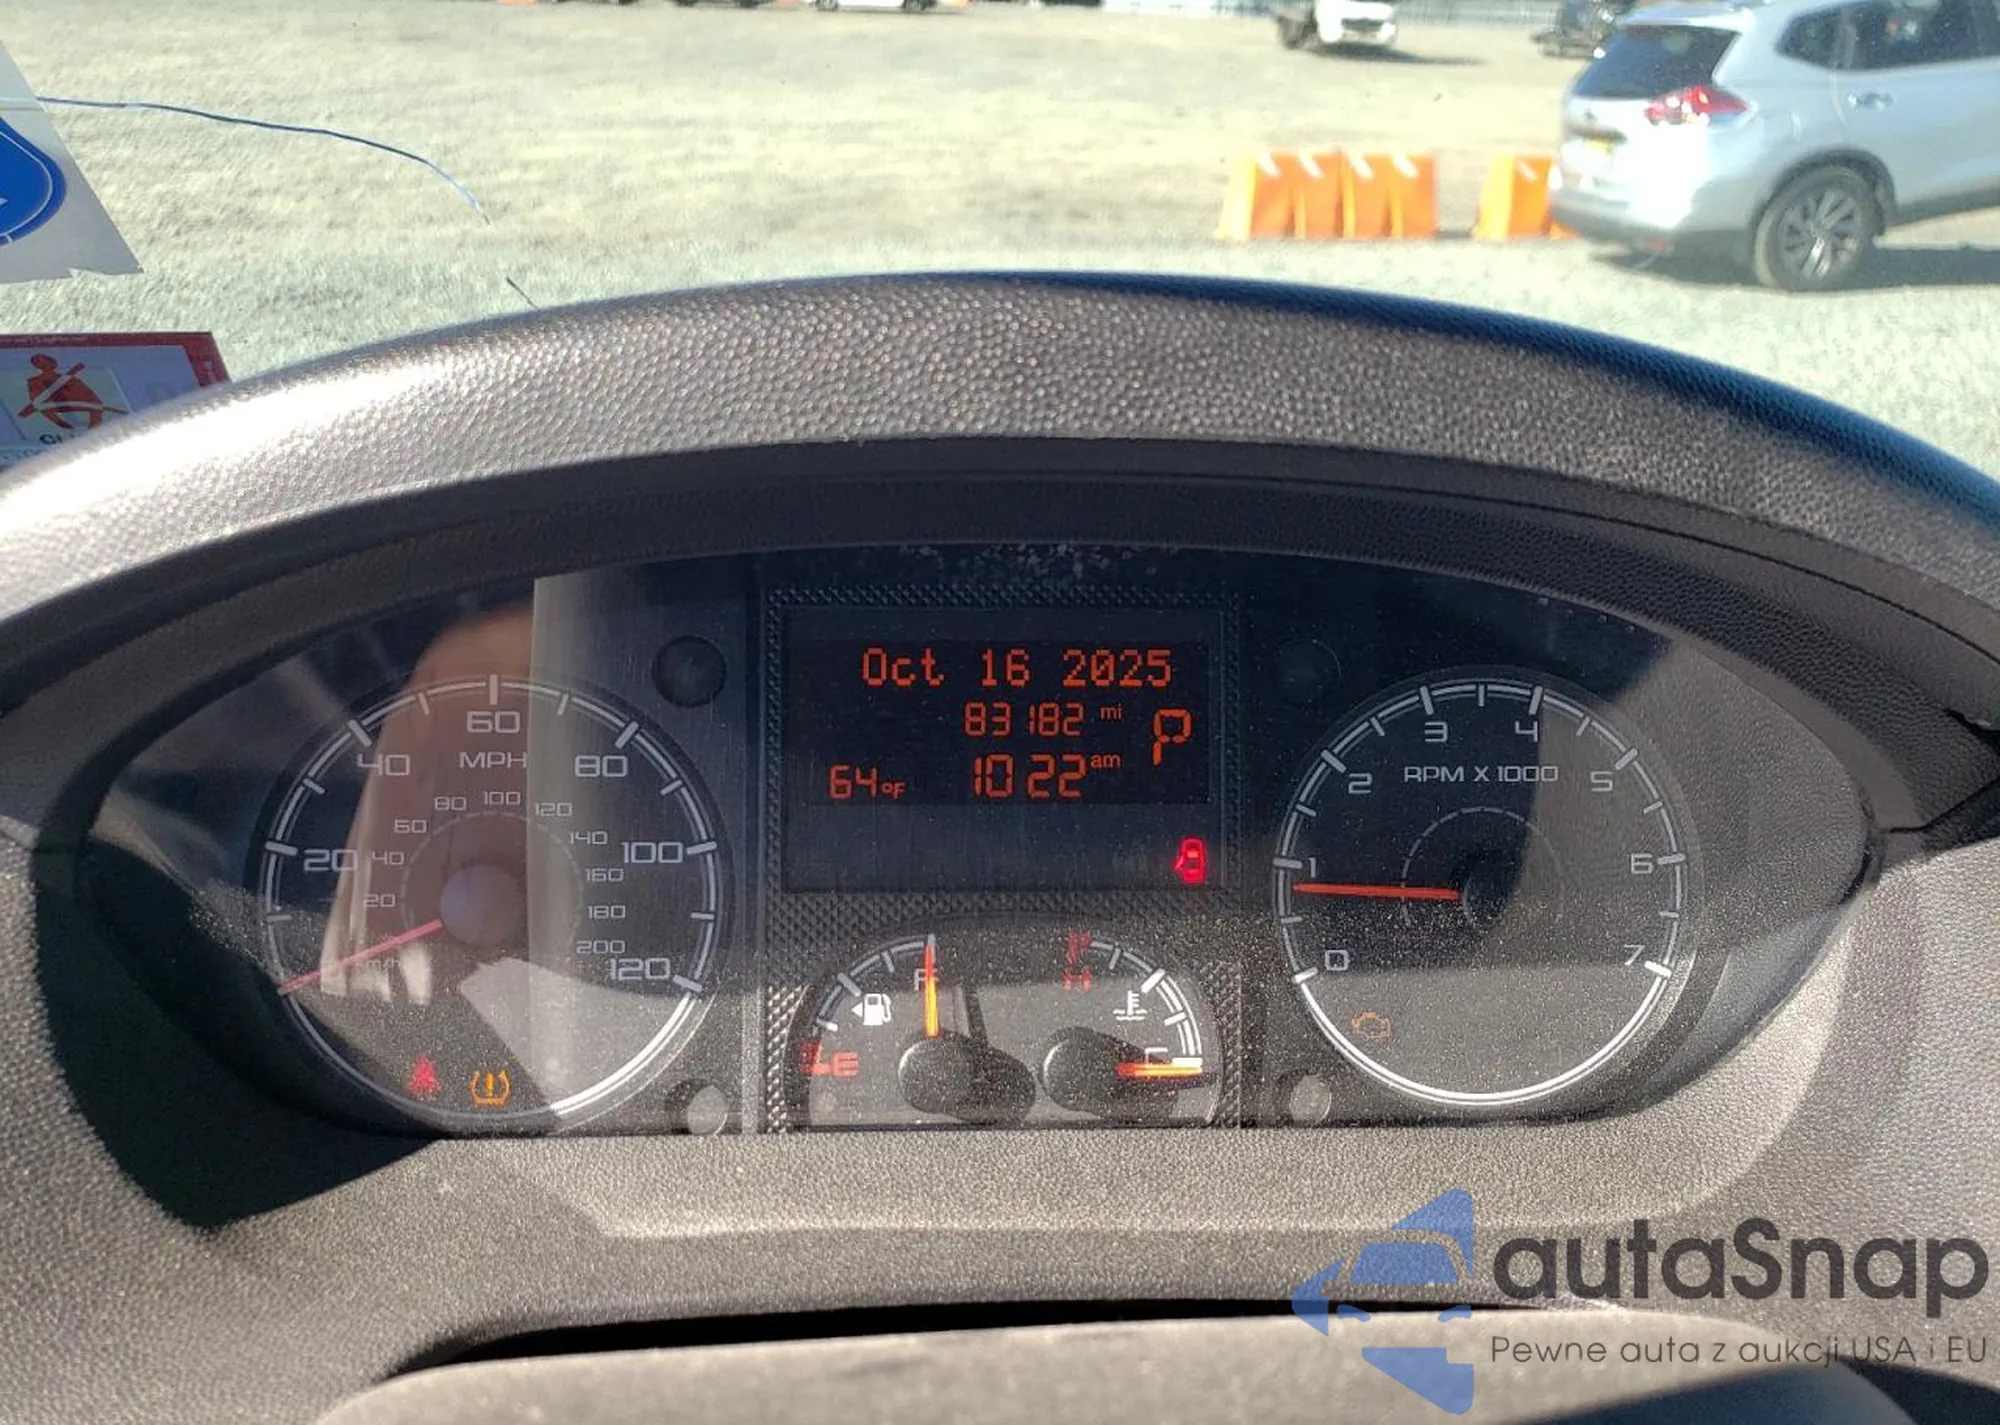 Oct 16 2025
83182 mi
P
64°F 10 22 am
60
40
80
MPH
80 100 120
60
140
20
40
100
160
20
180
200
km/h
120
3 4
2
RPM X 1000
5
1
6
0
7
F
H
E
C
autaSnap
Pewne auta z aukcji USA i EU